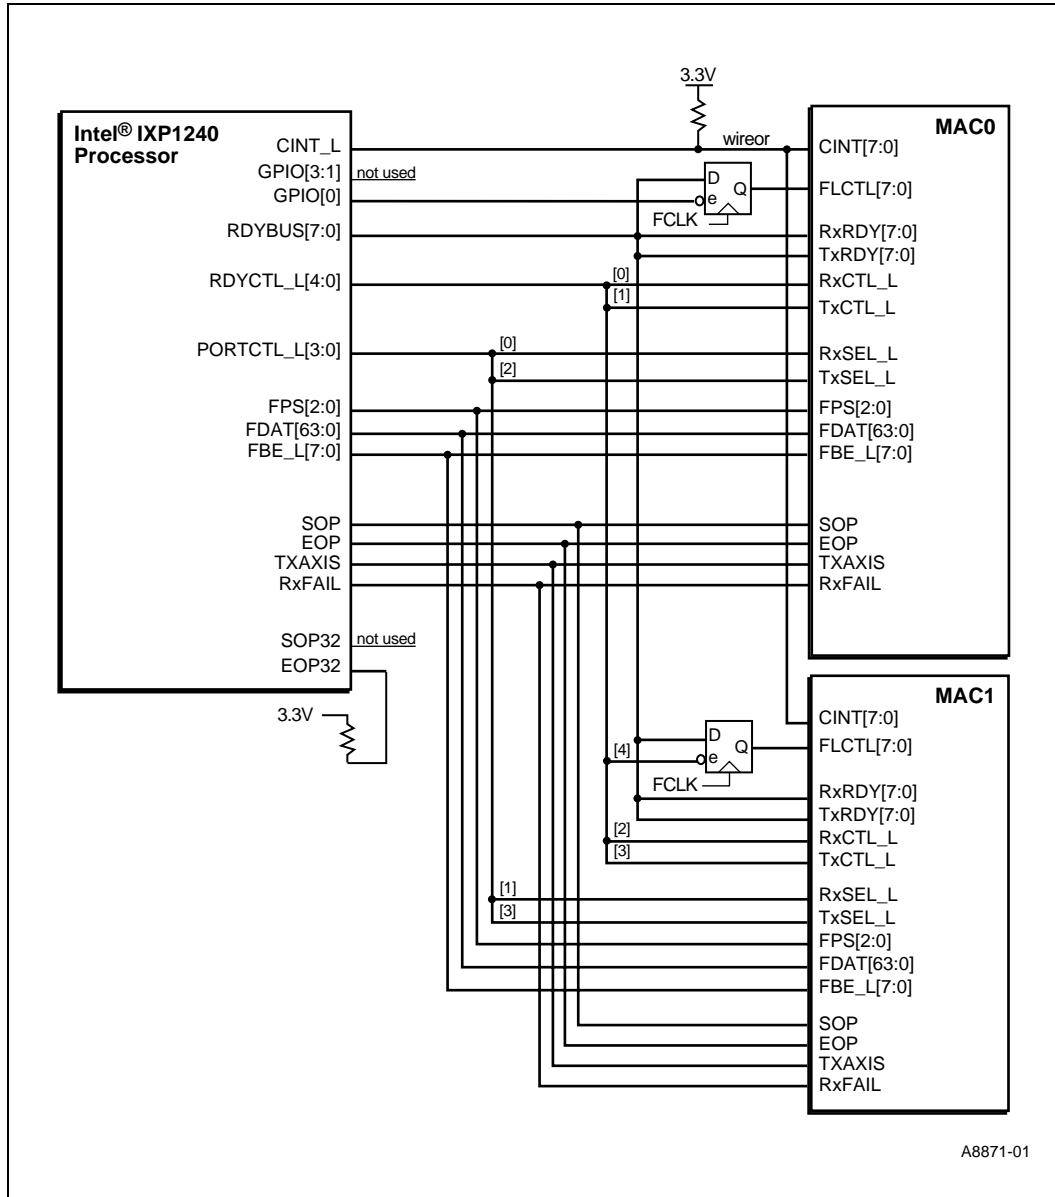 3.3V
Intel® IXP1240
Processor
CINT_L
GPIO[3:1]
not used
GPIO[0]
RDYBUS[7:0]
RDYCTL_L[4:0]
PORTCTL_L[3:0]
FPS[2:0]
FDAT[63:0]
FBE_L[7:0]
SOP
EOP
TXAXIS
RxFAIL
SOP32
not used
EOP32
3.3V
wireor
D
Q
e
FCLK
[0]
[1]
[0]
[2]
MAC0
CINT[7:0]
FLCTL[7:0]
RxRDY[7:0]
TxRDY[7:0]
RxCTL_L
TxCTL_L
RxSEL_L
TxSEL_L
FPS[2:0]
FDAT[63:0]
FBE_L[7:0]
SOP
EOP
TXAXIS
RxFAIL
D
Q
[4]
e
FCLK
[2]
[3]
[1]
[3]
MAC1
CINT[7:0]
FLCTL[7:0]
RxRDY[7:0]
TxRDY[7:0]
RxCTL_L
TxCTL_L
RxSEL_L
TxSEL_L
FPS[2:0]
FDAT[63:0]
FBE_L[7:0]
SOP
EOP
TXAXIS
RxFAIL
A8871-01